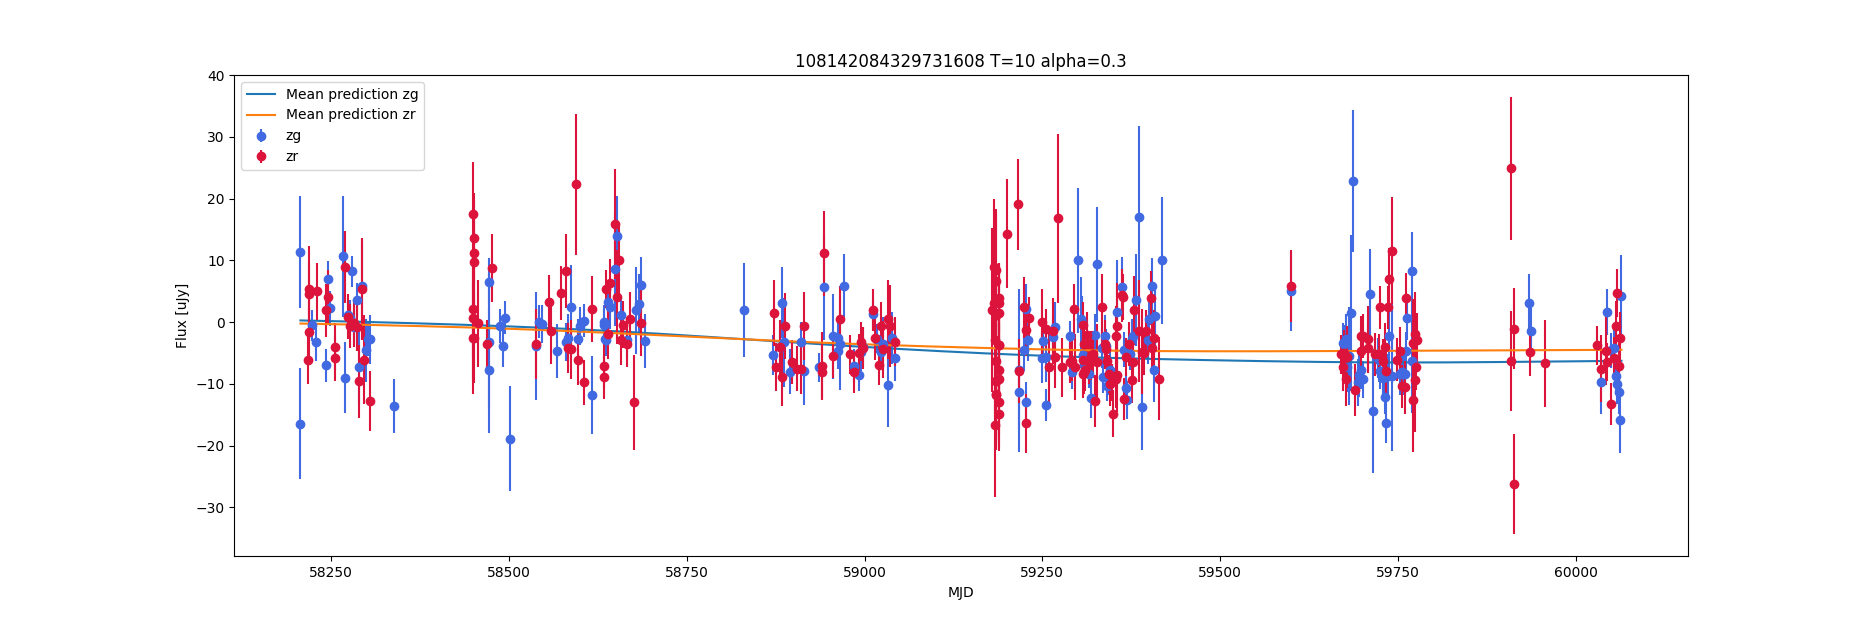 108142084329731608 T=10 alpha=0.3
Mean prediction zg
Mean prediction zr
zg
zr
Flux [uJy]
40
30
20
10
0
−10
−20
−30
58250
58500
58750
59000
59250
59500
59750
60000
MJD